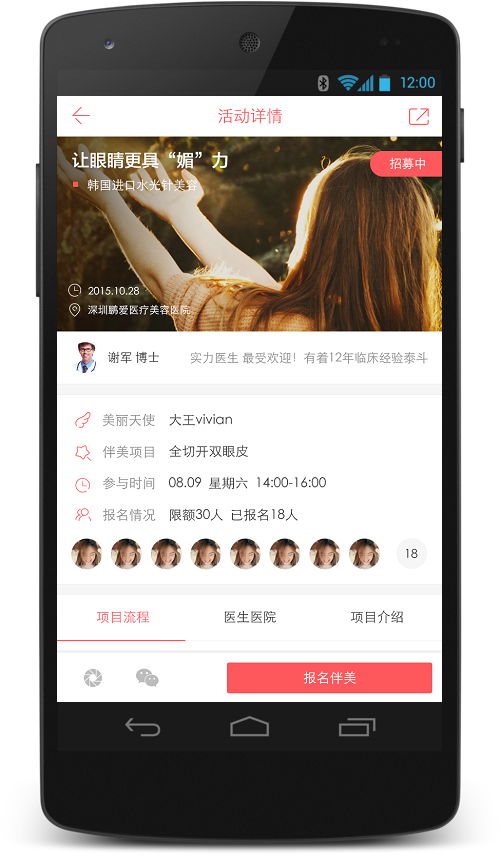 12:00
活动详情
让眼睛更具“媚”力
招募中
韩国进口水光针美容
2015.10.28
深圳鹏爱医疗美容医院
谢军 博士 实力医生 最受欢迎！有着12年临床经验泰斗
美丽天使 大王vivian
伴美项目 全切开双眼皮
参与时间 08.09 星期六 14:00-16:00
报名情况 限额30人 已报名18人
18
项目流程 医生医院 项目介绍
报名伴美